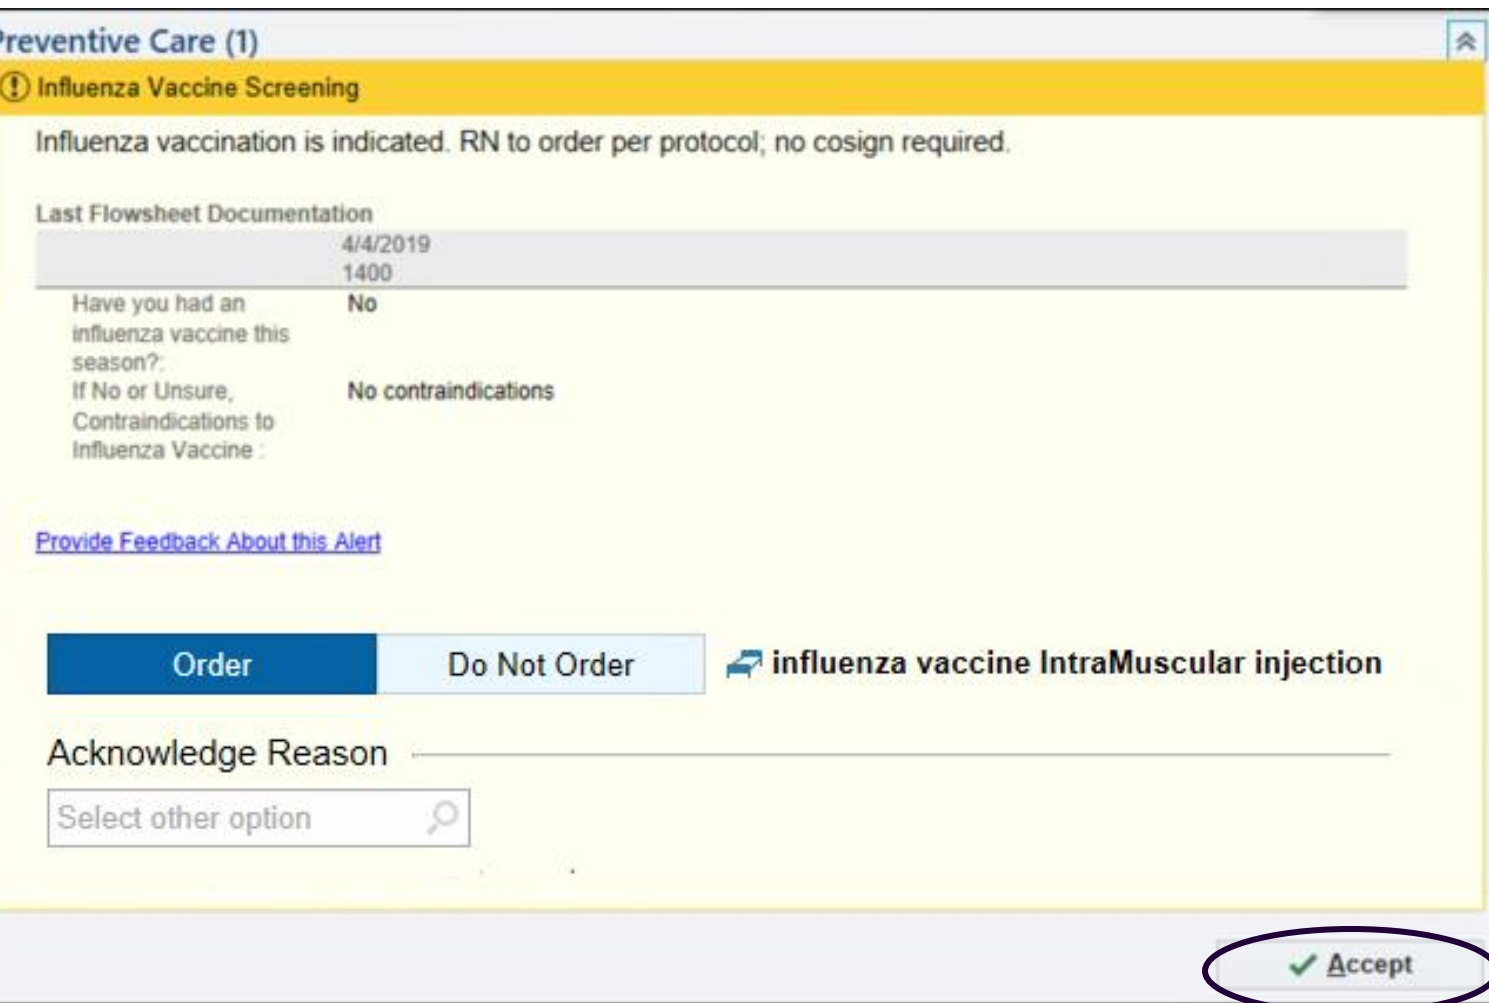 Preventive Care (1)
Influenza Vaccine Screening
Influenza vaccination is indicated. RN to order per protocol; no cosign required.
Last Flowsheet Documentation
4/4/2019
1400
Have you had an No
influenza vaccine this
season?:
If No or Unsure, No contraindications
Contraindications to
Influenza Vaccine :
Provide Feedback About this Alert
Order Do Not Order influenza vaccine IntraMuscular injection
Acknowledge Reason
Select other option
Accept